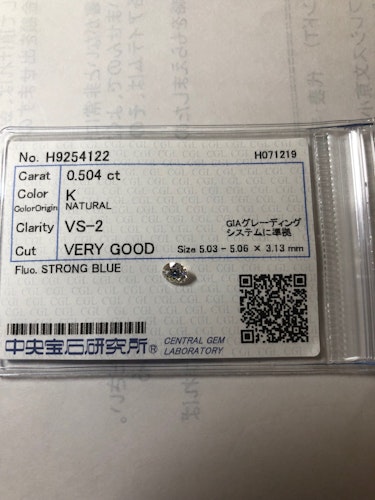 No. H9254122 H071219
Carat 0.504 ct
Color K
ColorOrigin NATURAL
Clarity VS-2 GIAグレーディング
システムに準拠
Cut VERY GOOD Size 5.03 - 5.06 × 3.13 mm
Fluo. STRONG BLUE
中央宝石研究所® CENTRAL GEM
LABORATORY